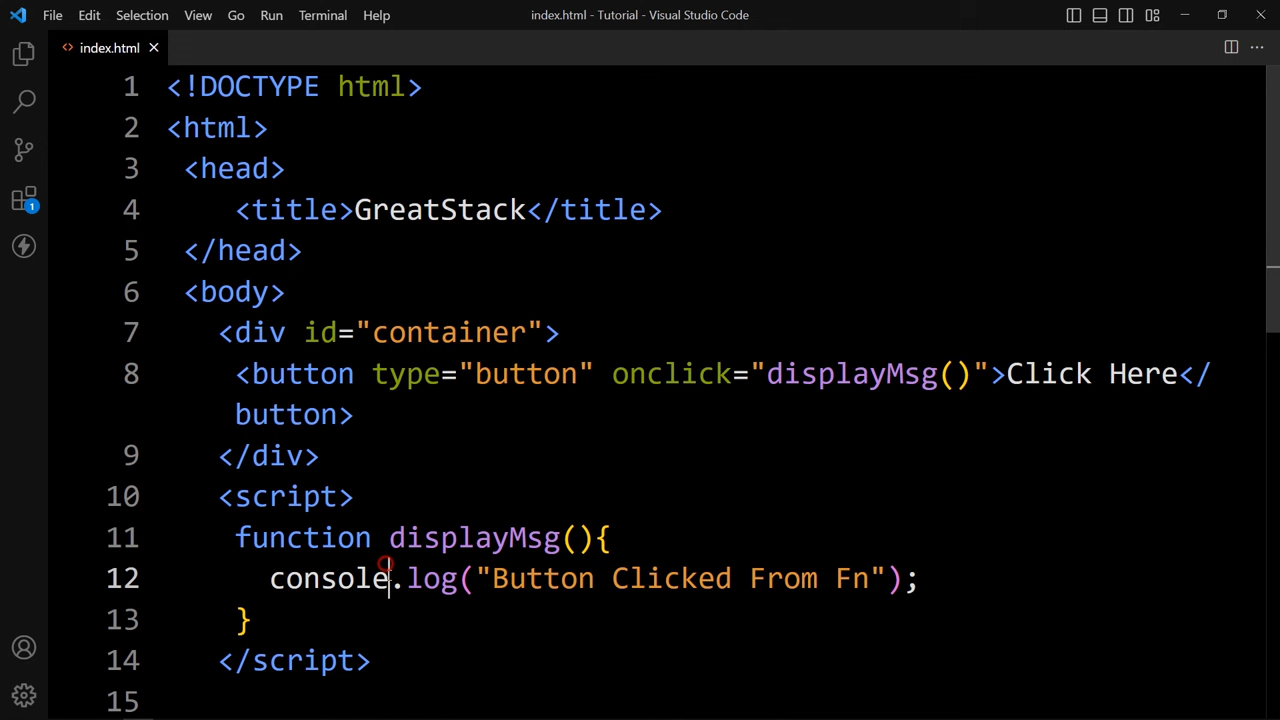 File Edit Selection View Go Run Terminal Help index.html - Tutorial - Visual Studio Code
<> index.html
1 <!DOCTYPE html>
2 <html>
3 <head>
4 <title>GreatStack</title>
5 </head>
6 <body>
7 <div id="container">
8 <button type="button" onclick="displayMsg()">Click Here</
button>
9 </div>
10 <script>
11 function displayMsg(){
12 console.log("Button Clicked From Fn");
13 }
14 </script>
15
1